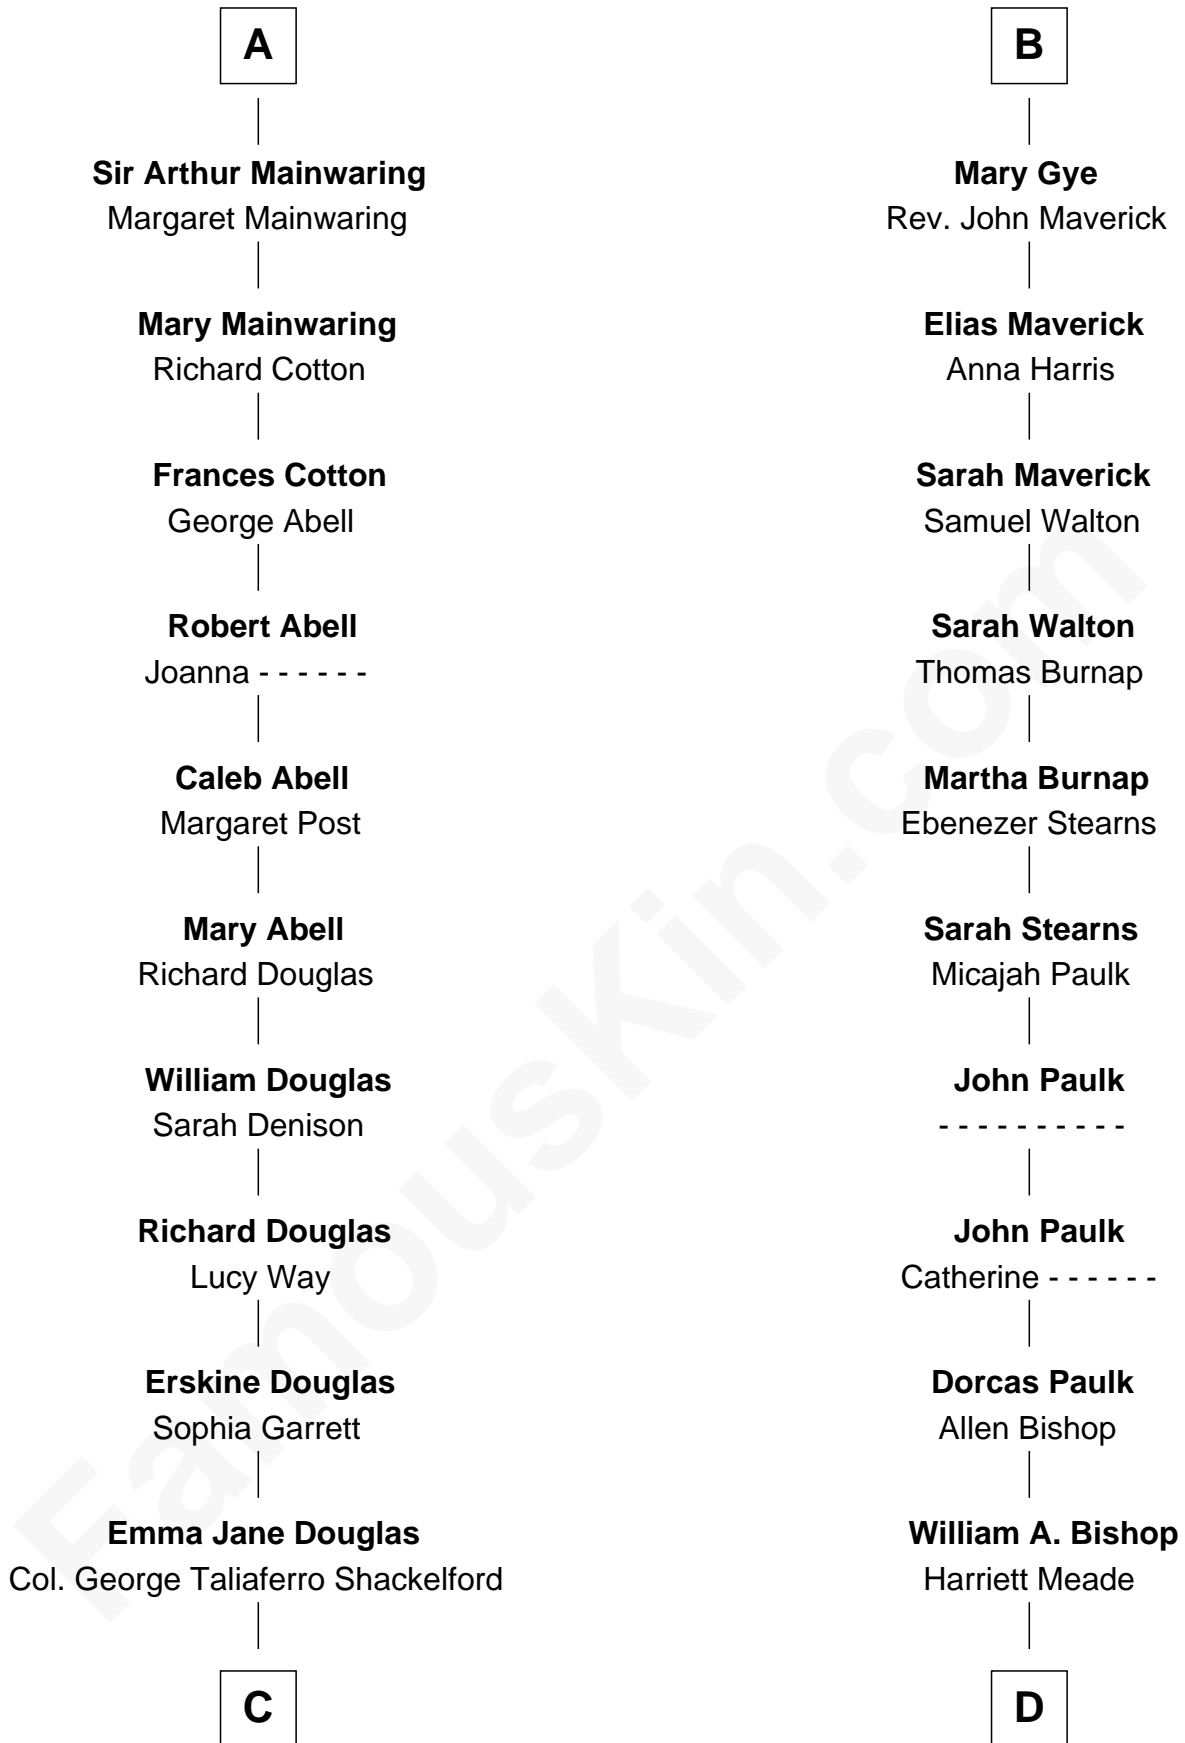 A
Sir Arthur Mainwaring
Margaret Mainwaring
Mary Mainwaring
Richard Cotton
Frances Cotton
George Abell
Robert Abell
Joanna - - - - - -
Caleb Abell
Margaret Post
Mary Abell
Richard Douglas
William Douglas
Sarah Denison
Richard Douglas
Lucy Way
Erskine Douglas
Sophia Garrett
Emma Jane Douglas
Col. George Taliaferro Shackelford
C
B
Mary Gye
Rev. John Maverick
Elias Maverick
Anna Harris
Sarah Maverick
Samuel Walton
Sarah Walton
Thomas Burnap
Martha Burnap
Ebenezer Stearns
Sarah Stearns
Micajah Paulk
John Paulk
- - - - - - - - - -
John Paulk
Catherine - - - - - -
Dorcas Paulk
Allen Bishop
William A. Bishop
Harriett Meade
D
FamousKin.com